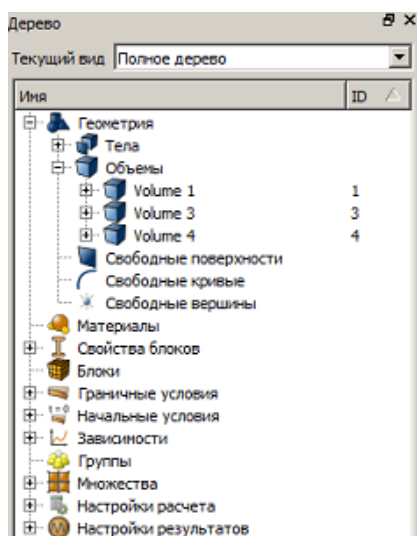 Дерево
Текущий вид Полное дерево
Имя ID
Геометрия
Тела
Объемы
Volume 1 1
Volume 3 3
Volume 4 4
Свободные поверхности
Свободные кривые
Свободные вершины
Материалы
Свойства блоков
Блоки
Граничные условия
t=0 Начальные условия
Зависимости
Группы
Множества
Настройки расчета
Настройки результатов